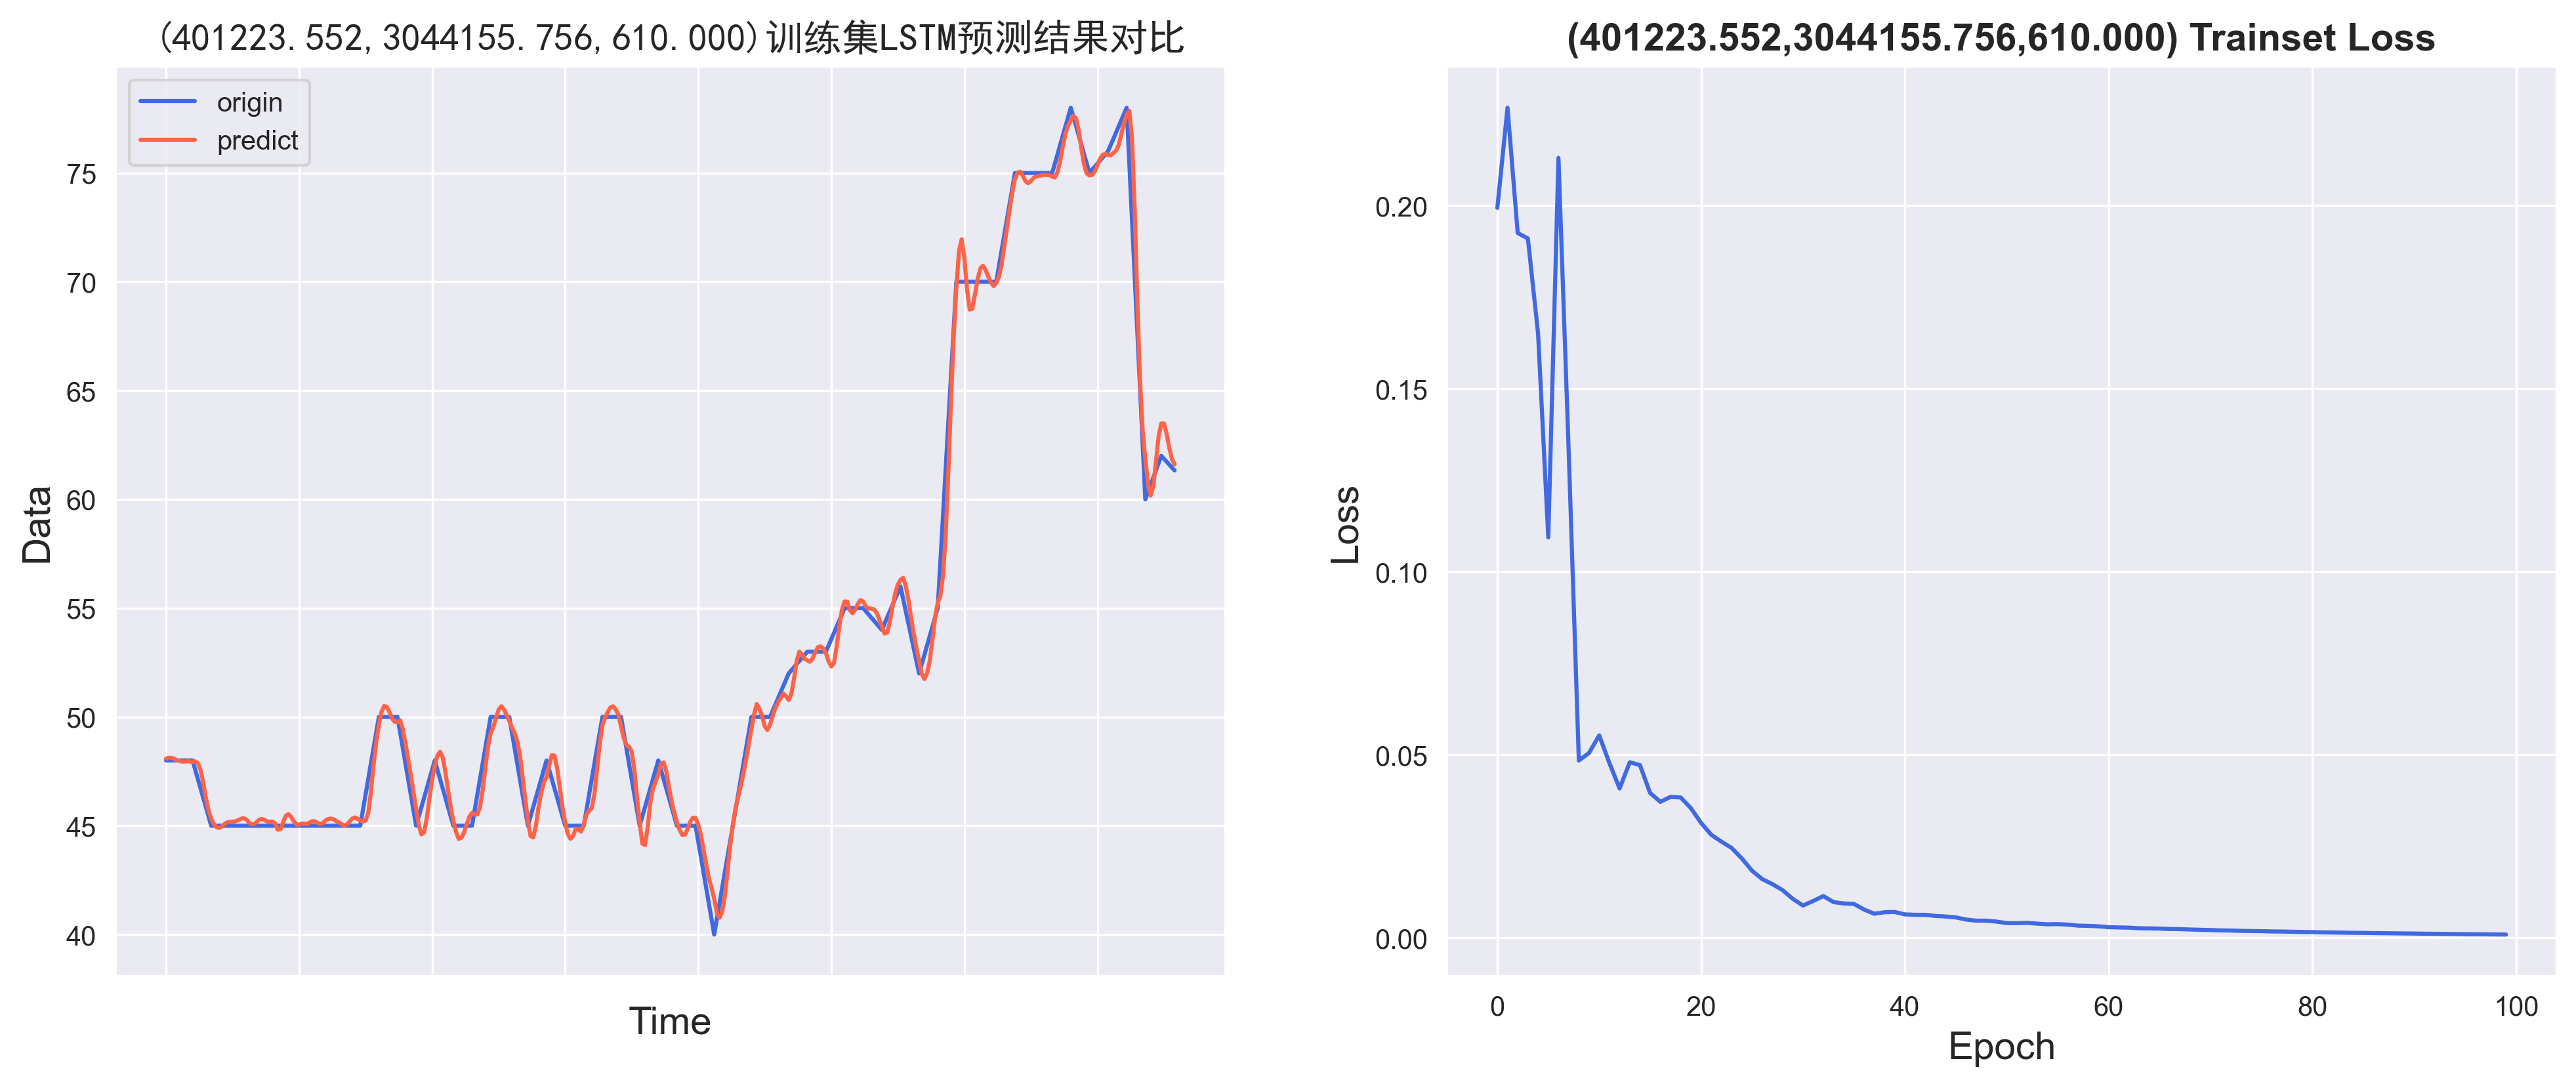 (401223.552,3044155.756,610.000)训练集LSTM预测结果对比
origin
predict
75
70
65
60
55
50
45
40
Data
Time
(401223.552,3044155.756,610.000) Trainset Loss
0.20
0.15
0.10
0.05
0.00
Loss
0 20 40 60 80 100
Epoch